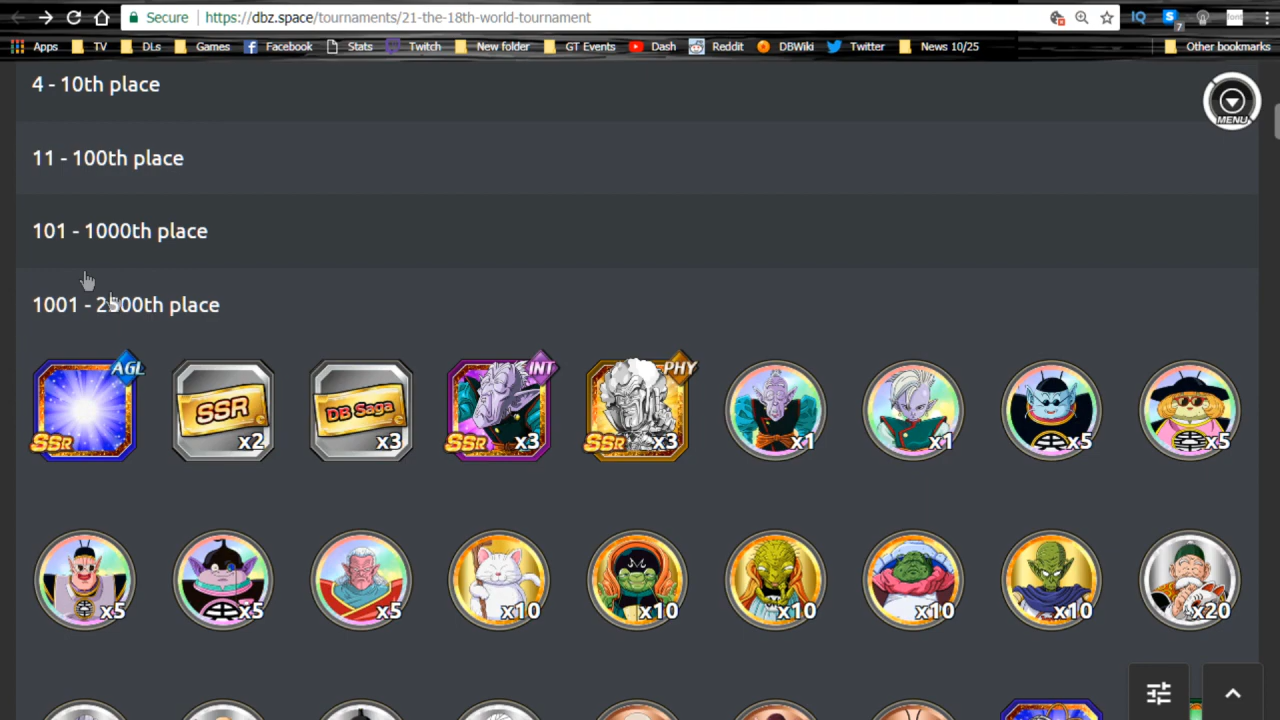 Secure https://dbz.space/tournaments/21-the-18th-world-tournament IQ S 7 font
Apps TV DLs Games Facebook Stats Twitch New folder GT Events Dash Reddit DBWiki Twitter News 10/25 Other bookmarks
4 - 10th place
MENU
11 - 100th place
101 - 1000th place
1001 - 2500th place
AGL INT PHY
SSR SSR x2 DB Saga x3 SSR x3 SSR x3 x1 x1 x5 x5
x5 x5 x5 x10 x10 x10 x10 x10 x20